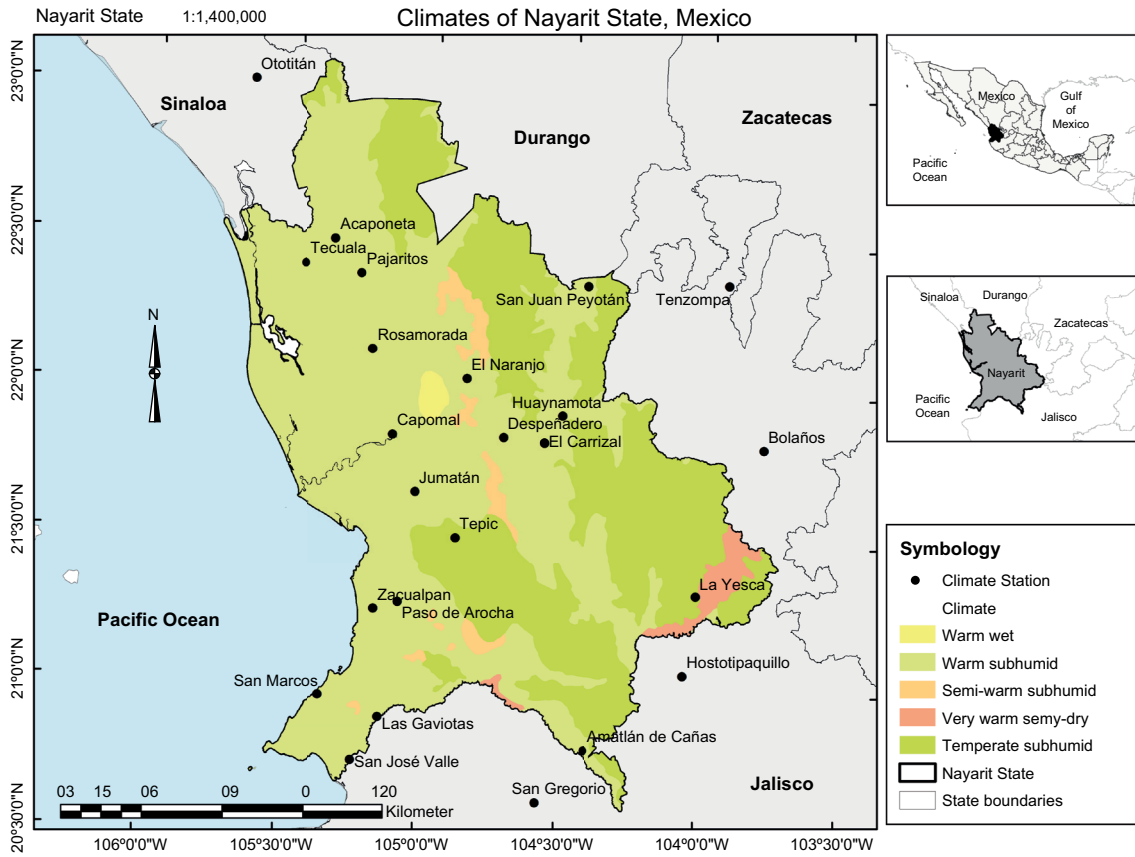 Nayarit State
1:1,400,000
Climates of Nayarit State, Mexico
23°0'0"N
22°30'0"N
22°0'0"N
21°30'0"N
21°0'0"N
20°30'0"N
Ototitán
Sinaloa
Durango
Zacatecas
Acaponeta
Tecuala
Pajaritos
San Juan Peyotán
Tenzompa
N
Rosamorada
El Naranjo
Huaynamota
Capomal
Despeñadero
El Carrizal
Bolaños
Jumatán
Tepic
La Yesca
Zacualpan
Paso de Arocha
Pacific Ocean
Hostotipaquillo
San Marcos
Las Gaviotas
Amatlán de Cañas
San José Valle
San Gregorio
Jalisco
03 15 06 09 0 120
Kilometer
106°0'0"W
105°30'0"W
105°0'0"W
104°30'0"W
104°0'0"W
103°30'0"W
Mexico
Gulf
of
Mexico
Pacific
Ocean
Sinaloa
Durango
Zacatecas
Nayarit
Pacific
Ocean
Jalisco
Symbology
Climate Station
Climate
Warm wet
Warm subhumid
Semi-warm subhumid
Very warm semy-dry
Temperate subhumid
Nayarit State
State boundaries